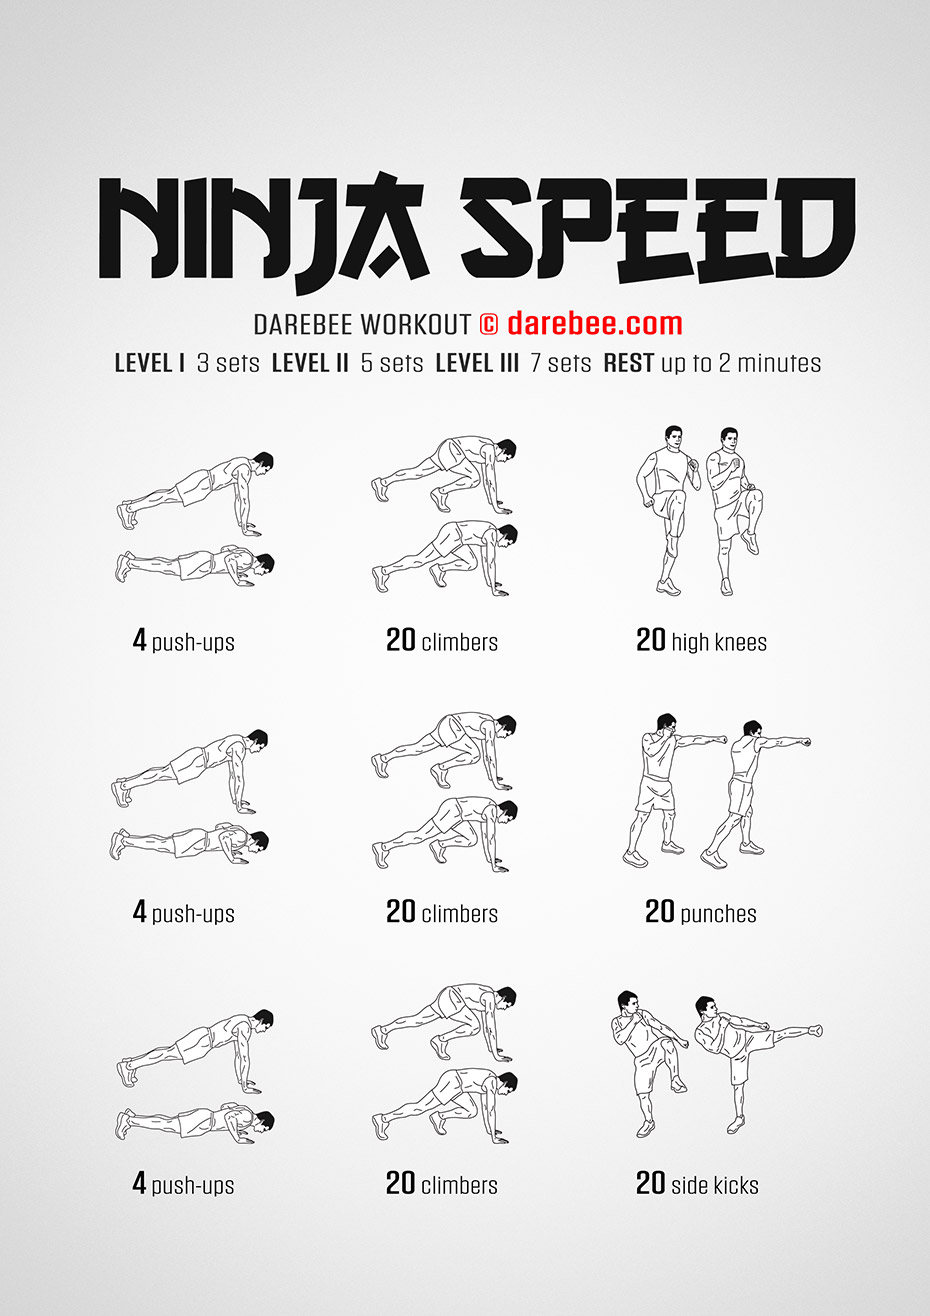 NINJA SPEED
DAREBEE WORKOUT © darebee.com
LEVEL I 3 sets LEVEL II 5 sets LEVEL III 7 sets REST up to 2 minutes
4 push-ups
20 climbers
20 high knees
4 push-ups
20 climbers
20 punches
4 push-ups
20 climbers
20 side kicks